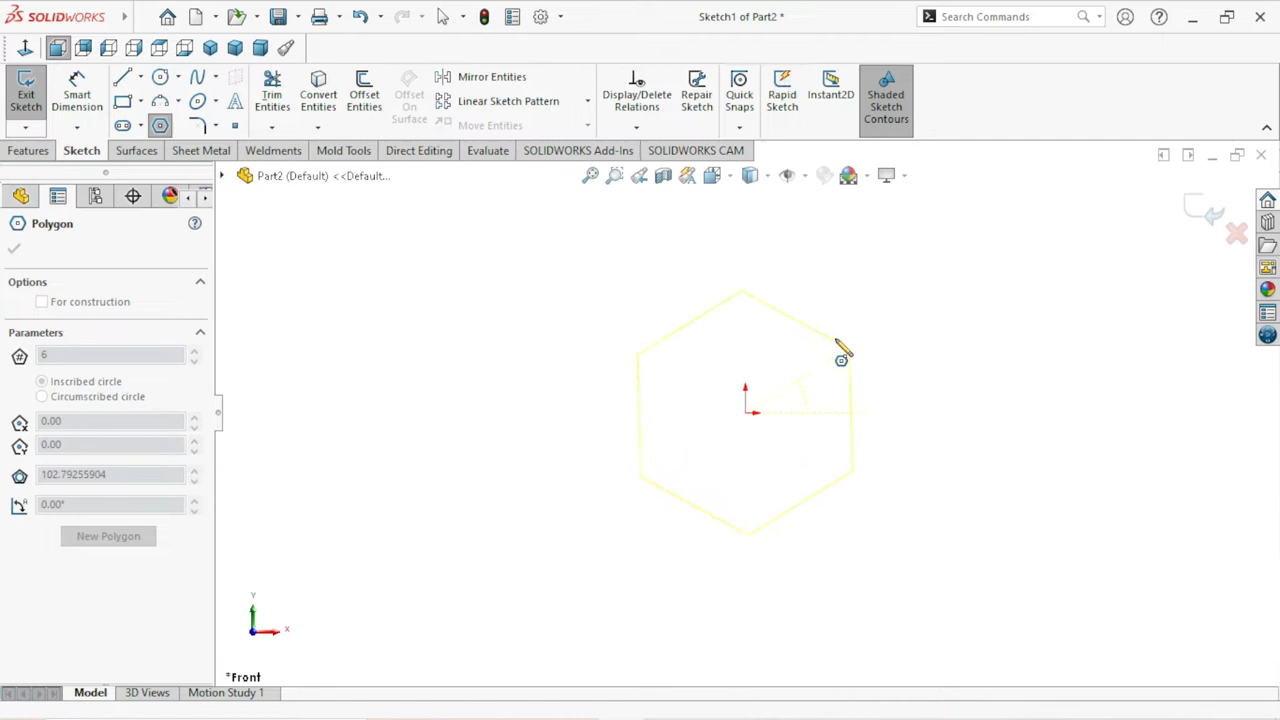 SOLIDWORKS
Sketch1 of Part2 *
Search Commands
Exit Sketch
Smart Dimension
Trim Entities
Convert Entities
Offset Entities
Offset On Surface
Mirror Entities
Linear Sketch Pattern
Move Entities
Display/Delete Relations
Repair Sketch
Quick Snaps
Rapid Sketch
Instant2D
Shaded Sketch Contours
Features
Sketch
Surfaces
Sheet Metal
Weldments
Mold Tools
Direct Editing
Evaluate
SOLIDWORKS Add-Ins
SOLIDWORKS CAM
Part2 (Default) <<Default...
Polygon
Options
For construction
Parameters
6
Inscribed circle
Circumscribed circle
0.00
0.00
102.79255904
0.00°
New Polygon
Y
X
*Front
Model
3D Views
Motion Study 1